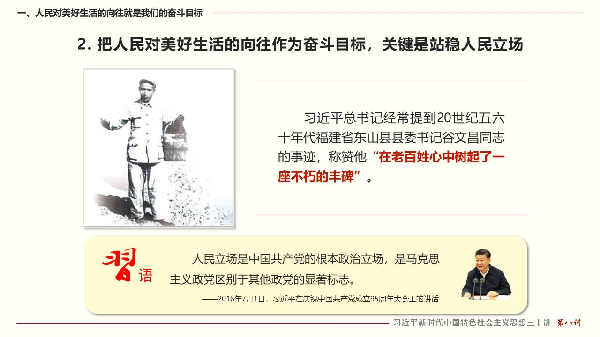 一、人民对美好生活的向往就是我们的奋斗目标
2. 把人民对美好生活的向往作为奋斗目标，关键是站稳人民立场
习近平总书记经常提到20世纪五六
十年代福建省东山县县委书记谷文昌同志
的事迹，称赞他“在老百姓心中树起了一
座不朽的丰碑”。
習语
人民立场是中国共产党的根本政治立场，是马克思
主义政党区别于其他政党的显著标志。
——2016年7月1日，习近平在庆祝中国共产党成立95周年大会上的讲话
习近平新时代中国特色社会主义思想三十讲